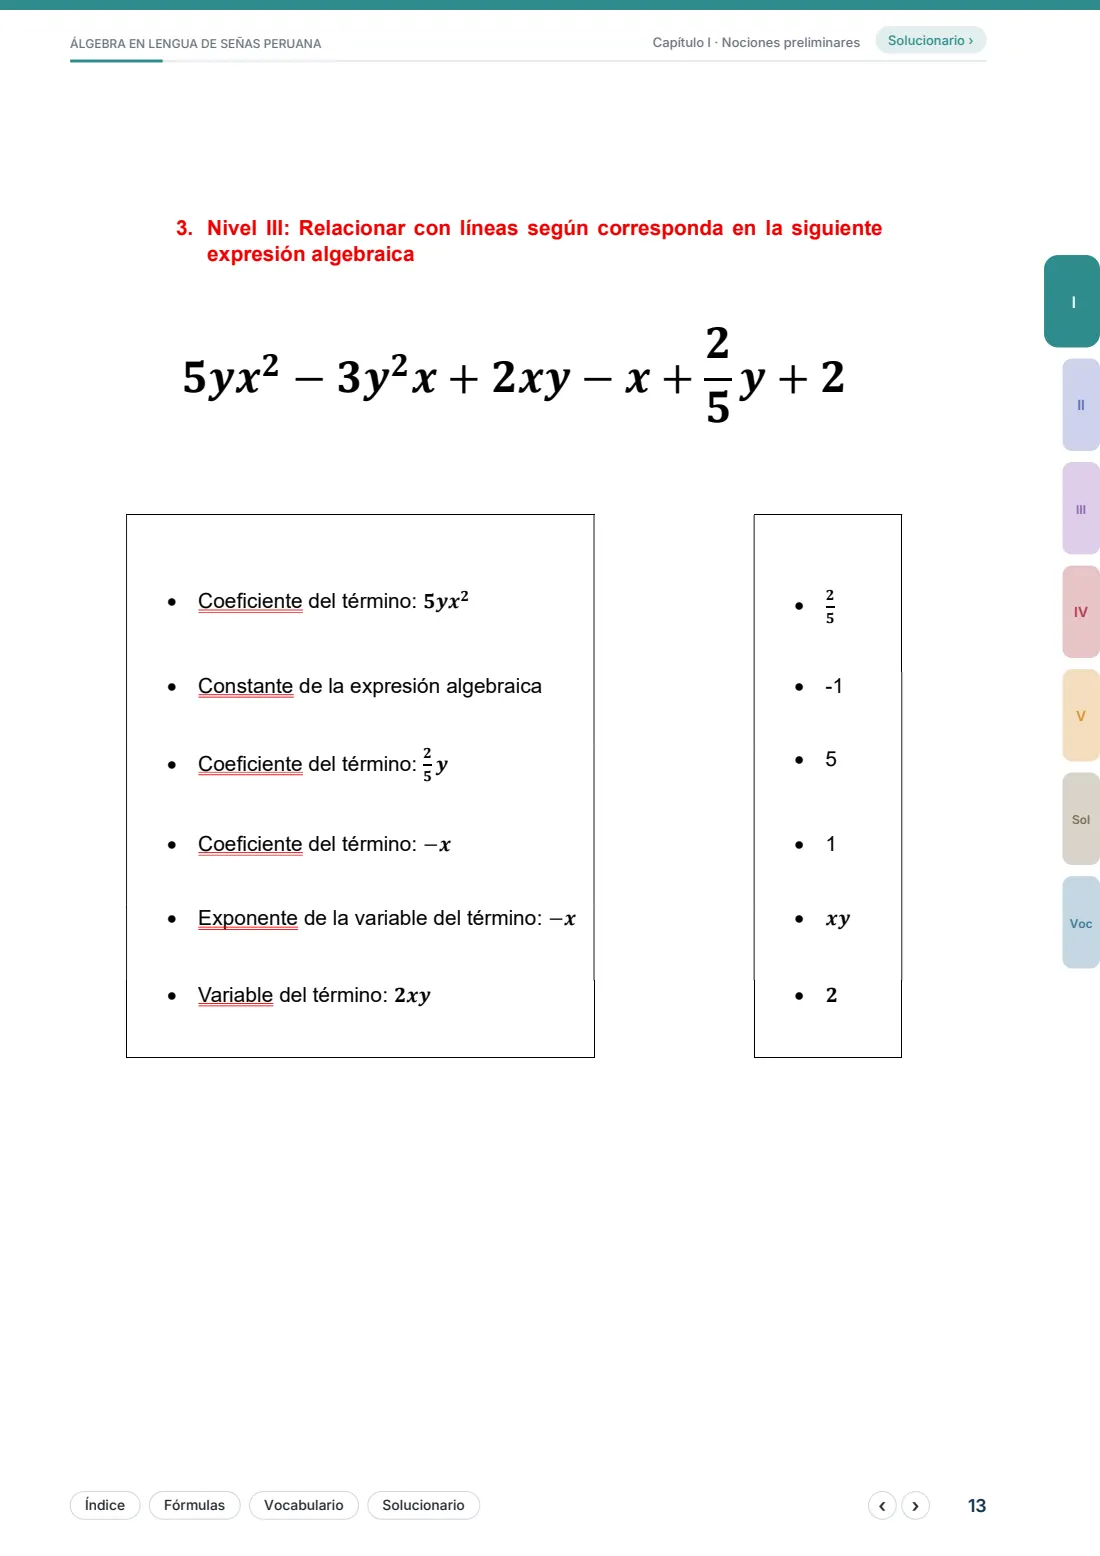 ÁLGEBRA EN LENGUA DE SEÑAS PERUANA
Capítulo I · Nociones preliminares
Solucionario ›
3. Nivel III: Relacionar con líneas según corresponda en la siguiente
expresión algebraica
5yx² − 3y²x + 2xy − x + 2/5 y + 2
• Coeficiente del término: 5yx²
• Constante de la expresión algebraica
• Coeficiente del término: 2/5 y
• Coeficiente del término: −x
• Exponente de la variable del término: −x
• Variable del término: 2xy
• 2/5
• -1
• 5
• 1
• xy
• 2
I
II
III
IV
V
Sol
Voc
Índice
Fórmulas
Vocabulario
Solucionario
‹ ›
13